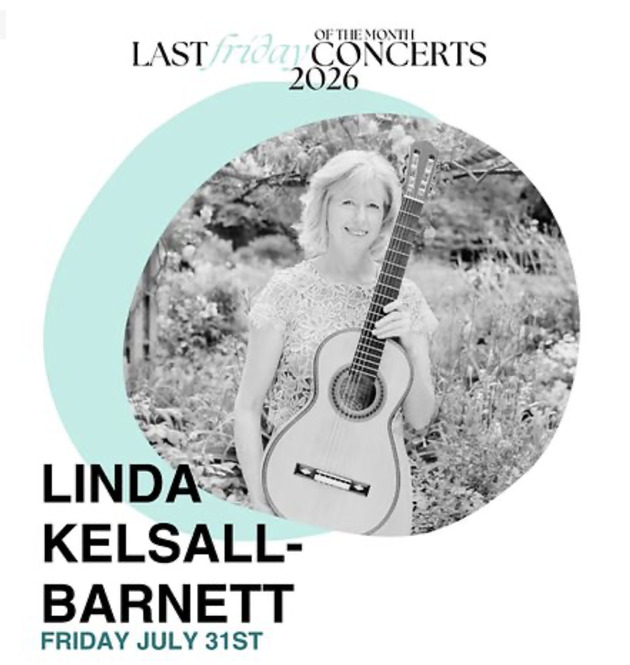 OF THE MONTH
LAST friday CONCERTS
2026
LINDA
KELSALL-
BARNETT
FRIDAY JULY 31ST